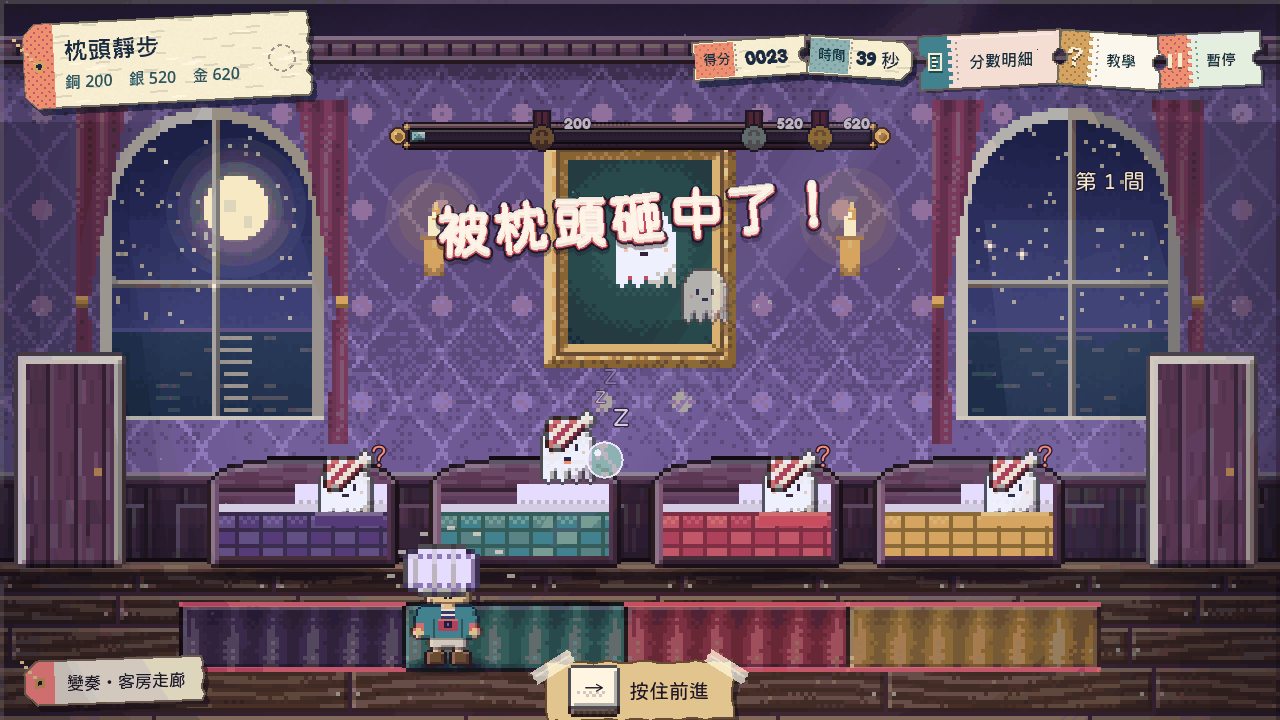 枕頭靜步
銅 200 銀 520 金 620
得分 0023 時間 39 秒
分數明細 ? 教學 暫停
200 520 620
第 1 間
被枕頭砸中了！
Z
Z
Z
? ? ?
→ 按住前進
變奏・客房走廊